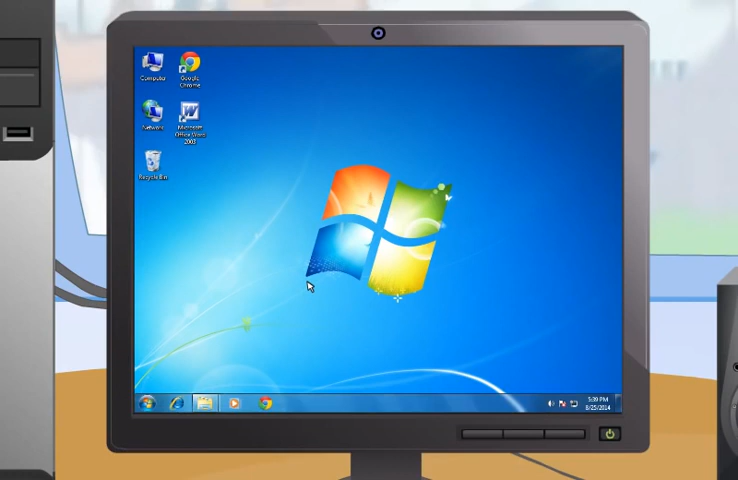 Computer
Google
Chrome
Network
Microsoft
Office Word
2003
Recycle Bin
5:39 PM
8/25/2014